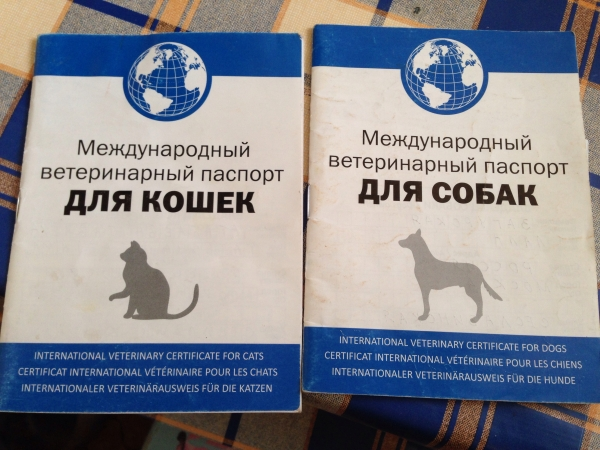 Международный
ветеринарный паспорт
ДЛЯ КОШЕК
INTERNATIONAL VETERINARY CERTIFICATE FOR CATS
CERTIFICAT INTERNATIONAL VÉTÉRINAIRE POUR LES CHATS
INTERNATIONALER VETERINÄRAUSWEIS FÜR DIE KATZEN
Международный
ветеринарный паспорт
ДЛЯ СОБАК
INTERNATIONAL VETERINARY CERTIFICATE FOR DOGS
CERTIFICAT INTERNATIONAL VÉTÉRINAIRE POUR LES CHIENS
INTERNATIONALER VETERINÄRAUSWEIS FÜR DIE HUNDE